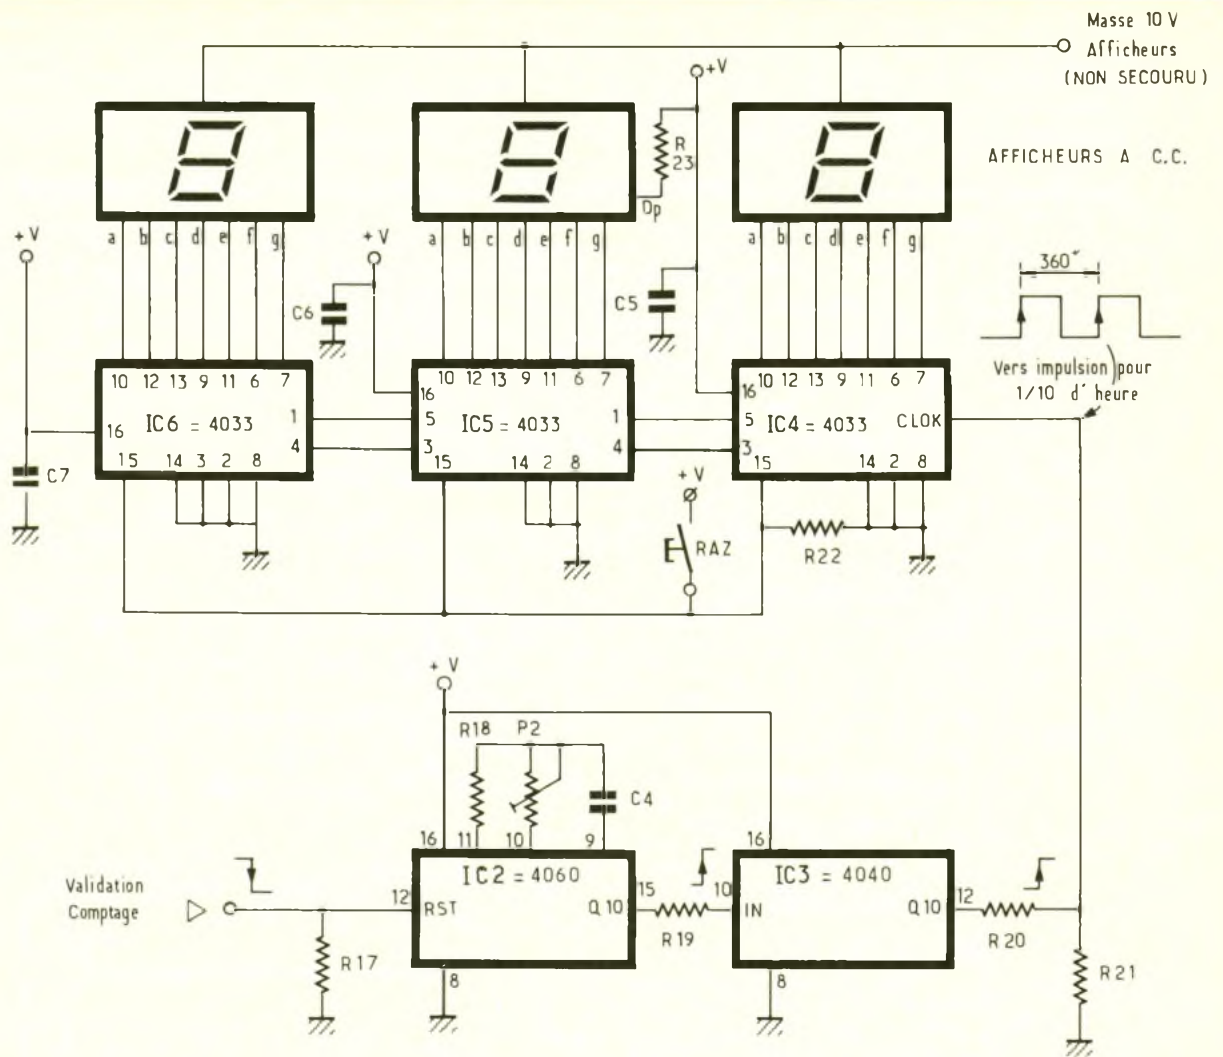 Masse 10 V
Afficheurs
(NON SECOURU)
+V
R
23
Dp
AFFICHEURS A C.C.
a b c d e f g
a b c d e f g
a b c d e f g
+ V
+ V
C6
C5
360"
Vers impulsion pour
1/10 d'heure
10 12 13 9 11 6 7
16
IC6 = 4033
1
4
15 14 3 2 8
C7
10 12 13 9 11 6 7
16
5
IC5 = 4033
1
3
4
15 14 2 8
10 12 13 9 11 6 7
16
5
IC4 = 4033
CLOK
3
15 14 2 8
+ V
RAZ
R22
+ V
R18
P2
C4
16 11 10 9
IC2 = 4060
12
RST
Q10
15
8
Validation
Comptage
R17
R19
16
IC3 = 4040
10
IN
Q10
12
8
R20
R21